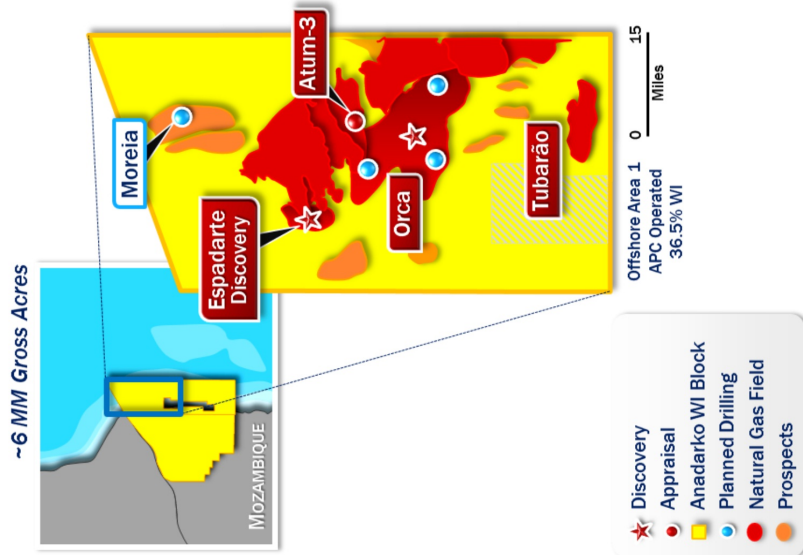 ~6 MM Gross Acres
MOZAMBIQUE
Moreia
Espadarte
Discovery
Atum-3
Orca
Tubarão
Offshore Area 1
APC Operated
36.5% WI
0
15
Miles
Discovery
Appraisal
Anadarko WI Block
Planned Drilling
Natural Gas Field
Prospects